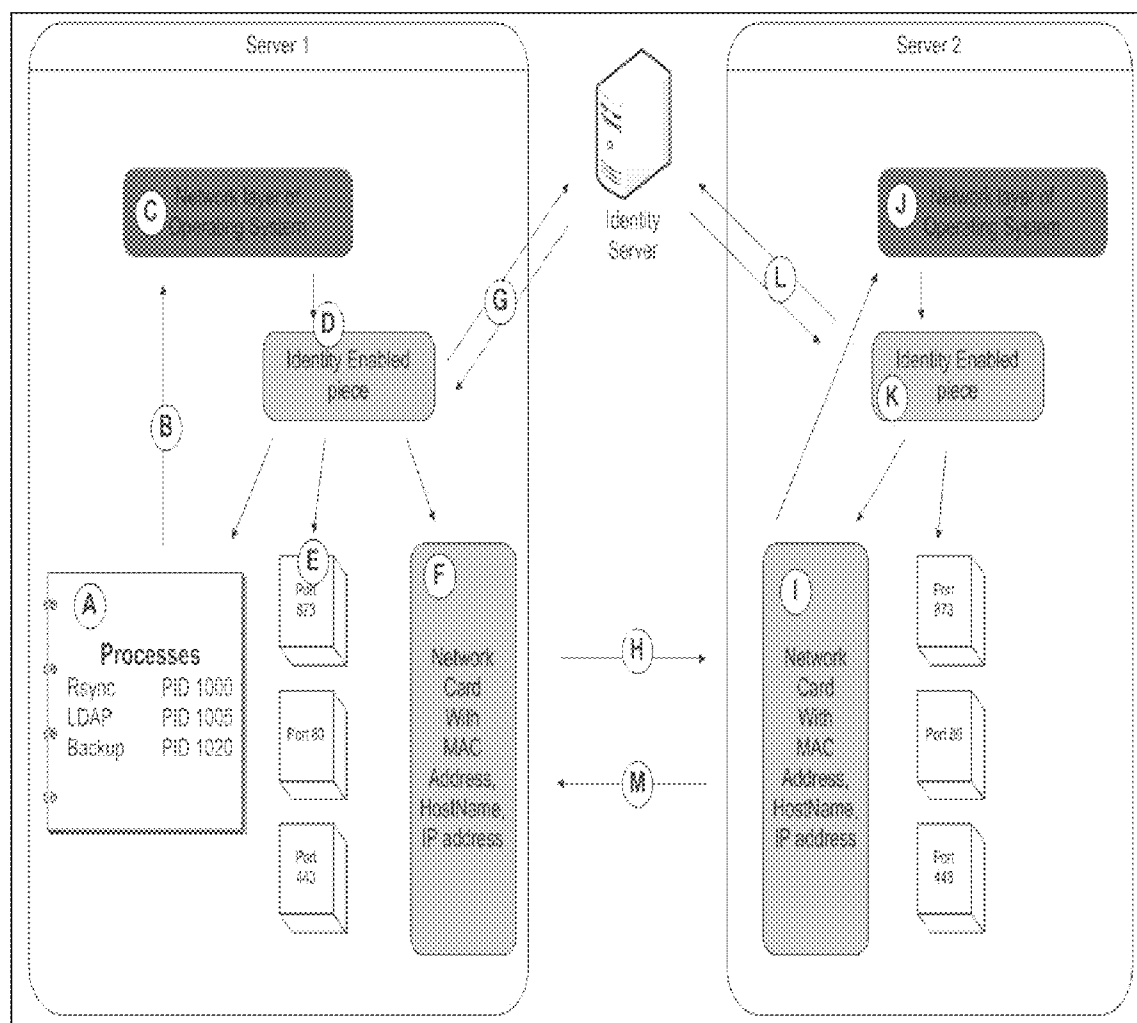 Server 1
Server 2
Identity
Server
C
J
G
L
D
Identity Enabled
piece
Identity Enabled
piece
K
B
A
Processes
Rsync PID 1000
LDAP PID 1005
Backup PID 1020
E
Port
873
Port 80
Port
443
F
Network
Card
With
MAC
Address,
HostName,
IP address
H
M
I
Network
Card
With
MAC
Address,
HostName,
IP address
Port
873
Port 80
Port
443